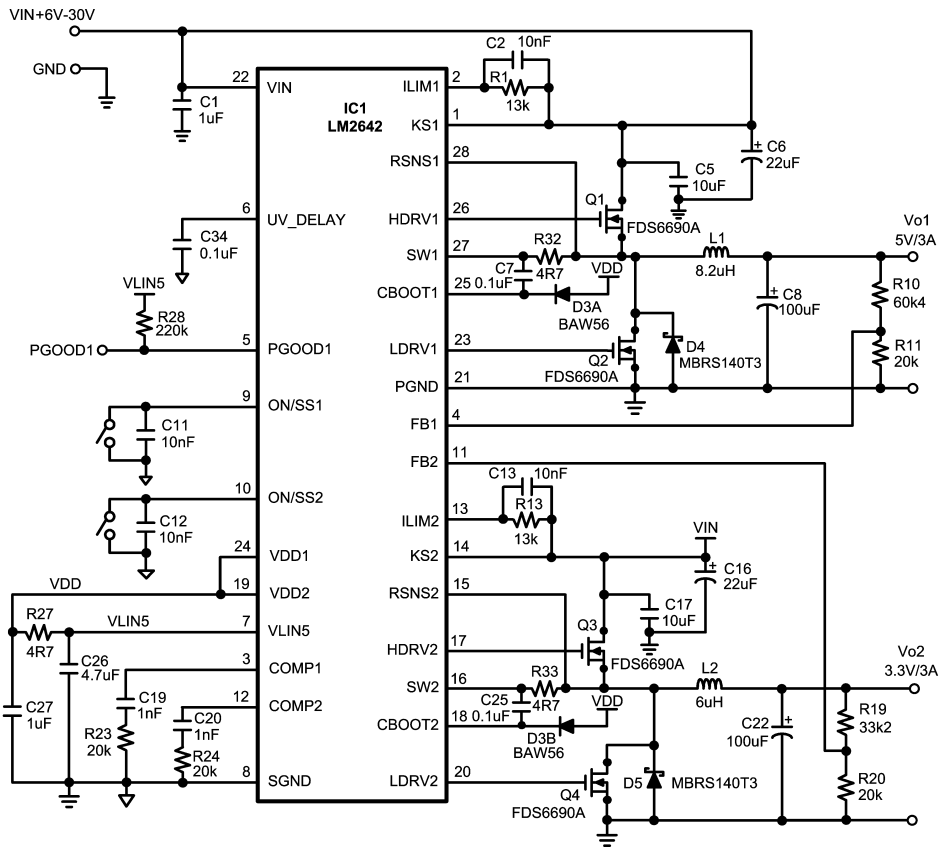 VIN+6V-30V
GND
22
VIN
C1
1uF
IC1
LM2642
C2
10nF
R1
13k
ILIM1
2
KS1
1
RSNS1
28
C6
22uF
C5
10uF
6
UV_DELAY
C34
0.1uF
HDRV1
26
Q1
FDS6690A
SW1
27
R32
4R7
C7
0.1uF
VDD
L1
8.2uH
Vo1
5V/3A
CBOOT1
25
D3A
BAW56
C8
100uF
R10
60k4
VLIN5
R28
220k
PGOOD1
5
PGOOD1
LDRV1
23
Q2
FDS6690A
D4
MBRS140T3
R11
20k
PGND
21
9
ON/SS1
C11
10nF
FB1
4
FB2
11
10
ON/SS2
C12
10nF
C13
10nF
R13
13k
ILIM2
13
KS2
14
VIN
C16
22uF
24
VDD1
VDD
19
VDD2
RSNS2
15
C17
10uF
R27
4R7
VLIN5
7
VLIN5
HDRV2
17
Q3
FDS6690A
C26
4.7uF
3
COMP1
C19
1nF
SW2
16
R33
4R7
C25
0.1uF
VDD
L2
6uH
Vo2
3.3V/3A
C27
1uF
12
COMP2
C20
1nF
R23
20k
R24
20k
CBOOT2
18
D3B
BAW56
C22
100uF
R19
33k2
8
SGND
LDRV2
20
Q4
FDS6690A
D5
MBRS140T3
R20
20k